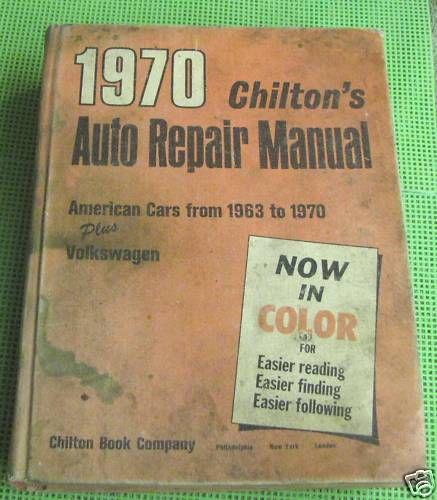 1970 Chilton's
Auto Repair Manual
American Cars from 1963 to 1970
Plus
Volkswagen
NOW
IN
COLOR
FOR
Easier reading
Easier finding
Easier following
Chilton Book Company Philadelphia New York London